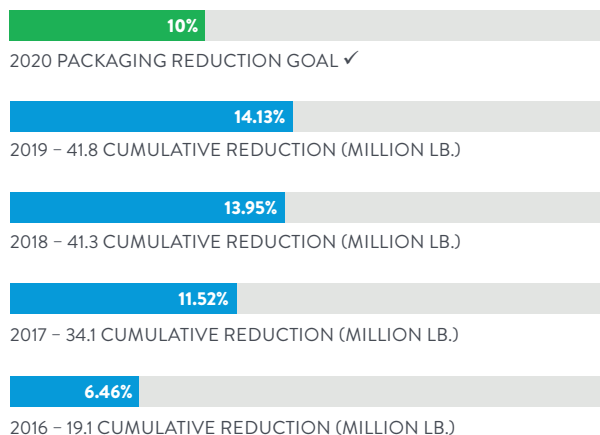 10%
2020 PACKAGING REDUCTION GOAL ✓
14.13%
2019 – 41.8 CUMULATIVE REDUCTION (MILLION LB.)
13.95%
2018 – 41.3 CUMULATIVE REDUCTION (MILLION LB.)
11.52%
2017 – 34.1 CUMULATIVE REDUCTION (MILLION LB.)
6.46%
2016 – 19.1 CUMULATIVE REDUCTION (MILLION LB.)